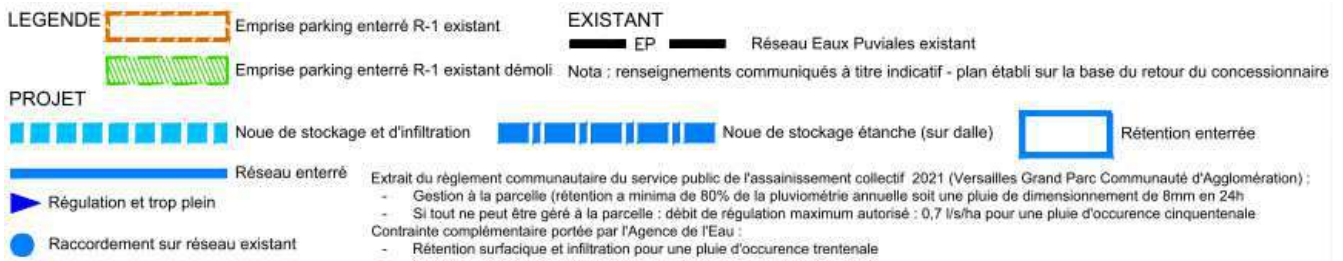 LEGENDE
Emprise parking enterré R-1 existant
Emprise parking enterré R-1 existant démoli
EXISTANT
EP
Réseau Eaux Puviales existant
Nota : renseignements communiqués à titre indicatif - plan établi sur la base du retour du concessionnaire
PROJET
Noue de stockage et d'infiltration
Noue de stockage étanche (sur dalle)
Rétention enterrée
Réseau enterré
Régulation et trop plein
Raccordement sur réseau existant
Extrait du règlement communautaire du service public de l'assainissement collectif 2021 (Versailles Grand Parc Communauté d'Agglomération) :
- Gestion à la parcelle (rétention a minima de 80% de la pluviométrie annuelle soit une pluie de dimensionnement de 8mm en 24h
- Si tout ne peut être géré à la parcelle : débit de régulation maximum autorisé : 0,7 l/s/ha pour une pluie d'occurence cinquentenale
Contrainte complémentaire portée par l'Agence de l'Eau :
- Rétention surfacique et infiltration pour une pluie d'occurence trentenale